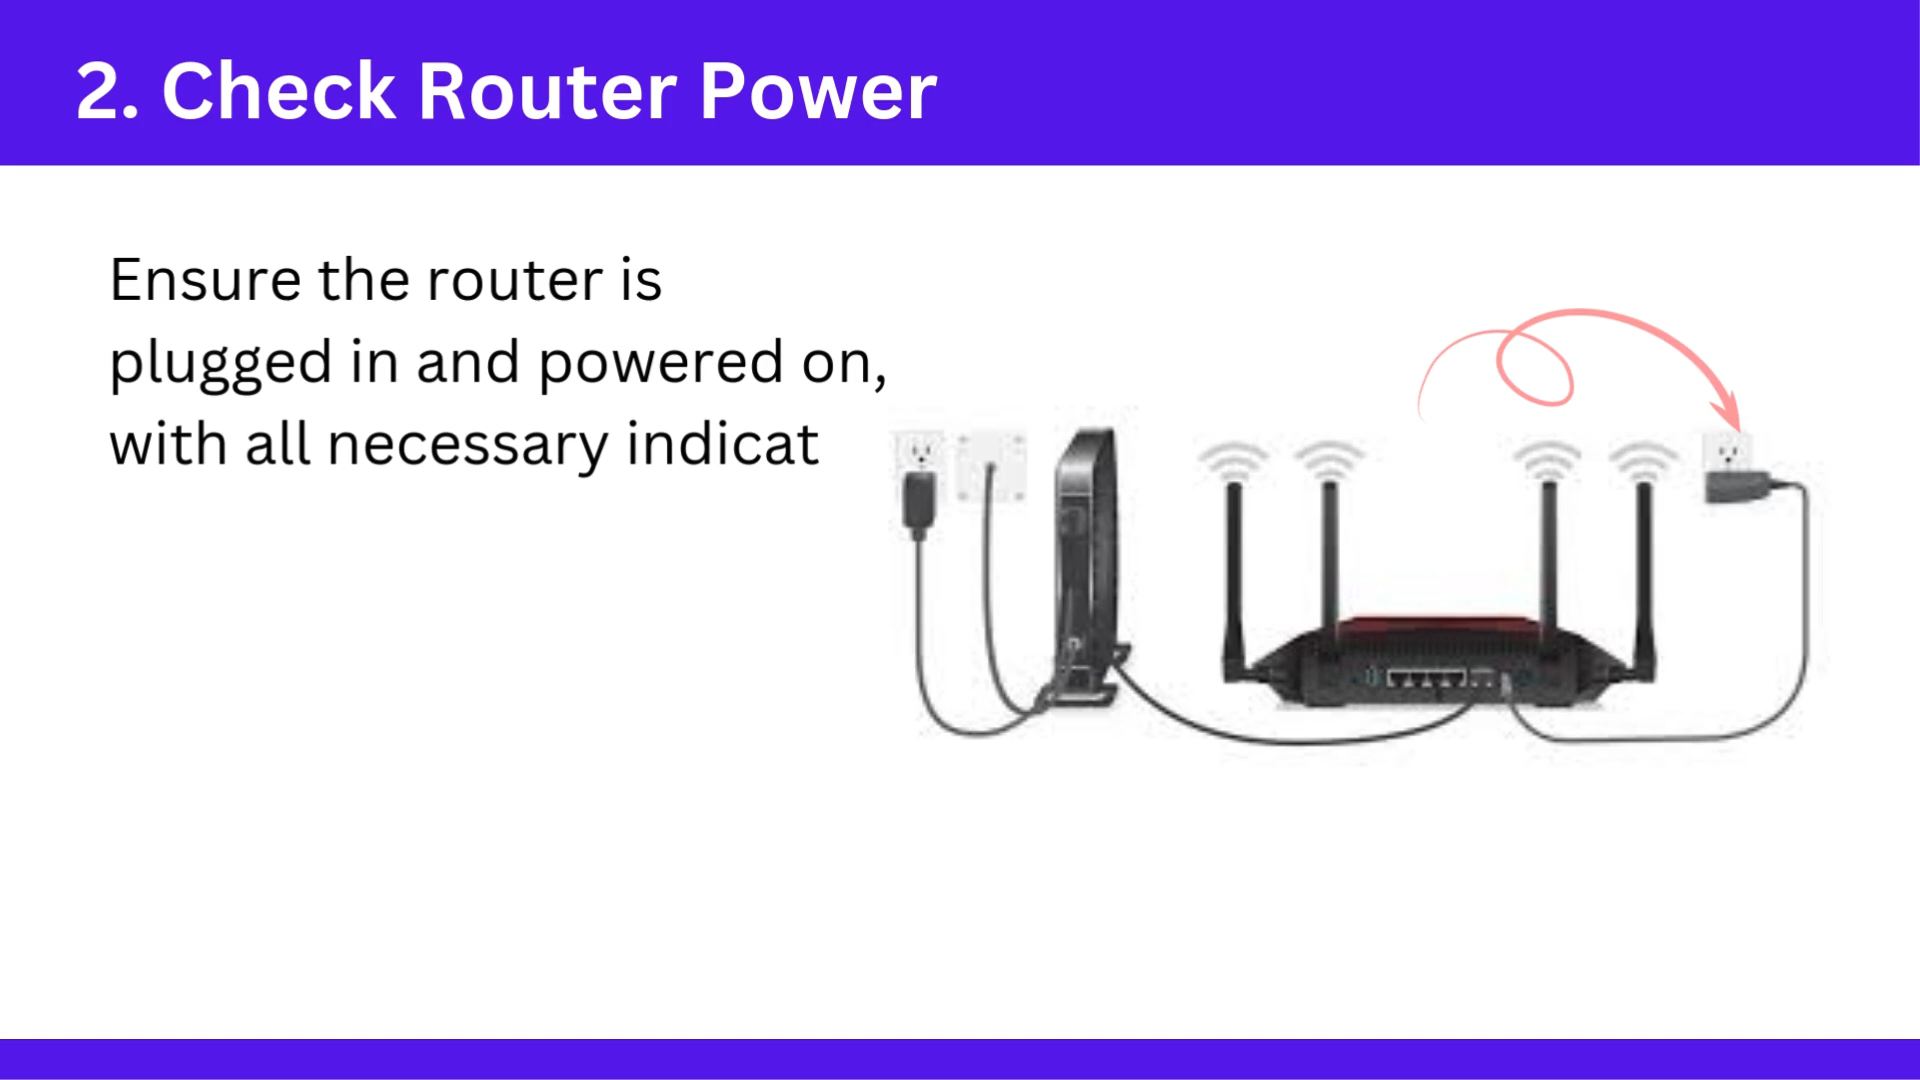 2. Check Router Power
Ensure the router is
plugged in and powered on,
with all necessary indicat